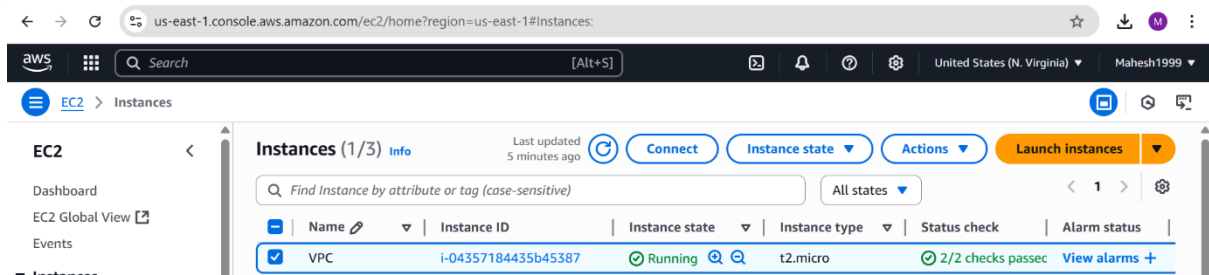 us-east-1.console.aws.amazon.com/ec2/home?region=us-east-1#Instances:
M
aws Search [Alt+S] United States (N. Virginia) Mahesh1999
EC2 > Instances
EC2
Instances (1/3) Info
Last updated
5 minutes ago
Connect Instance state Actions Launch instances
Dashboard
Find Instance by attribute or tag (case-sensitive) All states 1
EC2 Global View
Name Instance ID Instance state Instance type Status check Alarm status
Events
VPC i-04357184435b45387 Running t2.micro 2/2 checks passec View alarms +